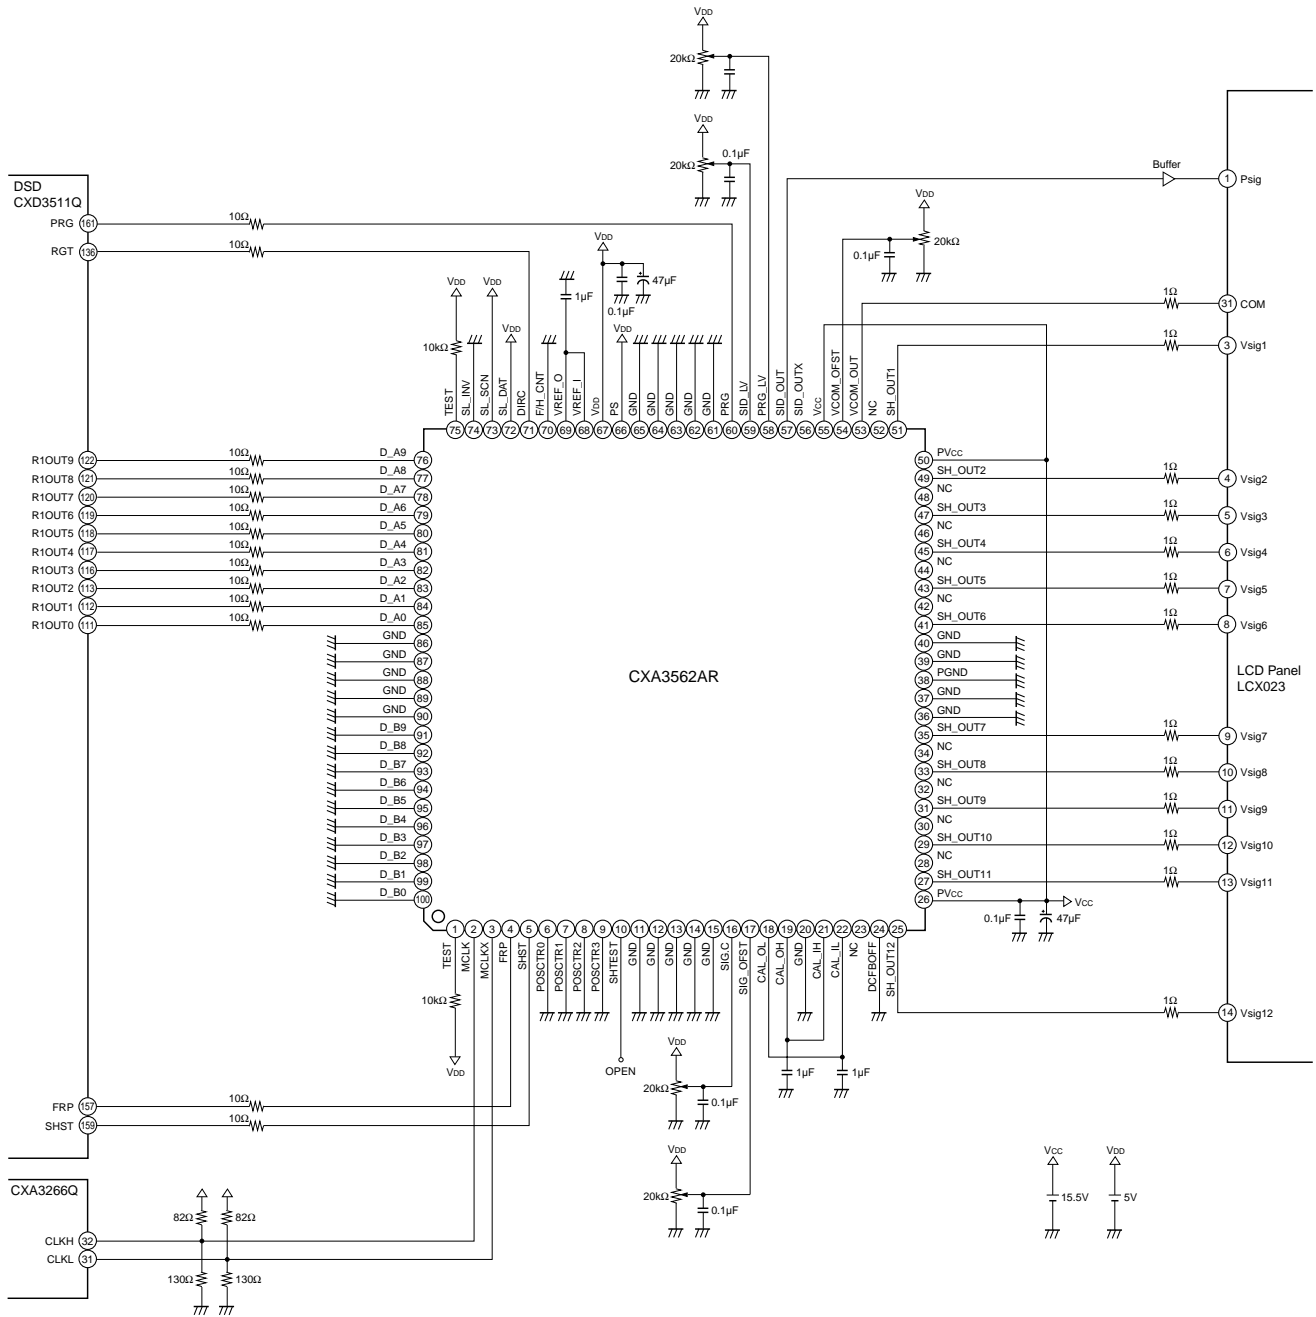 VDD
20kΩ
VDD
20kΩ
0.1µF
DSD
CXD3511Q
PRG 161
10Ω
RGT 136
10Ω
Buffer
1 Psig
VDD
20kΩ
0.1µF
VDD
47µF
0.1µF
1µF
VDD
VDD
VDD
VDD
10kΩ
1Ω
31 COM
1Ω
3 Vsig1
TEST
SL_INV
SL_SCN
SL_DAT
DIRC
F/H_CNT
VREF_O
VREF_I
VDD
PS
GND
GND
GND
GND
GND
PRG
SID_LV
PRG_LV
SID_OUT
SID_OUTX
VCC
VCOM_OFST
VCOM_OUT
NC
SH_OUT1
75 74 73 72 71 70 69 68 67 66 65 64 63 62 61 60 59 58 57 56 55 54 53 52 51
R1OUT9 122 10Ω D_A9 76
R1OUT8 121 10Ω D_A8 77
R1OUT7 120 10Ω D_A7 78
R1OUT6 119 10Ω D_A6 79
R1OUT5 118 10Ω D_A5 80
R1OUT4 117 10Ω D_A4 81
R1OUT3 116 10Ω D_A3 82
R1OUT2 113 10Ω D_A2 83
R1OUT1 112 10Ω D_A1 84
R1OUT0 111 10Ω D_A0 85
GND 86
GND 87
GND 88
GND 89
GND 90
D_B9 91
D_B8 92
D_B7 93
D_B6 94
D_B5 95
D_B4 96
D_B3 97
D_B2 98
D_B1 99
D_B0 100
CXA3562AR
50 PVCC
49 SH_OUT2 1Ω 4 Vsig2
48 NC
47 SH_OUT3 1Ω 5 Vsig3
46 NC
45 SH_OUT4 1Ω 6 Vsig4
44 NC
43 SH_OUT5 1Ω 7 Vsig5
42 NC
41 SH_OUT6 1Ω 8 Vsig6
40 GND
39 GND
38 PGND
37 GND
36 GND
LCD Panel
LCX023
35 SH_OUT7 1Ω 9 Vsig7
34 NC
33 SH_OUT8 1Ω 10 Vsig8
32 NC
31 SH_OUT9 1Ω 11 Vsig9
30 NC
29 SH_OUT10 1Ω 12 Vsig10
28 NC
27 SH_OUT11 1Ω 13 Vsig11
26 PVCC
VCC
0.1µF
47µF
1 2 3 4 5 6 7 8 9 10 11 12 13 14 15 16 17 18 19 20 21 22 23 24 25
TEST
MCLK
MCLKX
FRP
SHST
POSCTR0
POSCTR1
POSCTR2
POSCTR3
SHTEST
GND
GND
GND
GND
GND
SIG.C
SIG_OFST
CAL_OL
CAL_OH
GND
CAL_IH
CAL_IL
NC
DCFBOFF
SH_OUT12
10kΩ
VDD
OPEN
1Ω
14 Vsig12
VDD
20kΩ
0.1µF
1µF
1µF
FRP 157 10Ω
SHST 159 10Ω
VDD
20kΩ
0.1µF
VCC
15.5V
VDD
5V
CXA3266Q
82Ω
82Ω
CLKH 32
CLKL 31
130Ω
130Ω